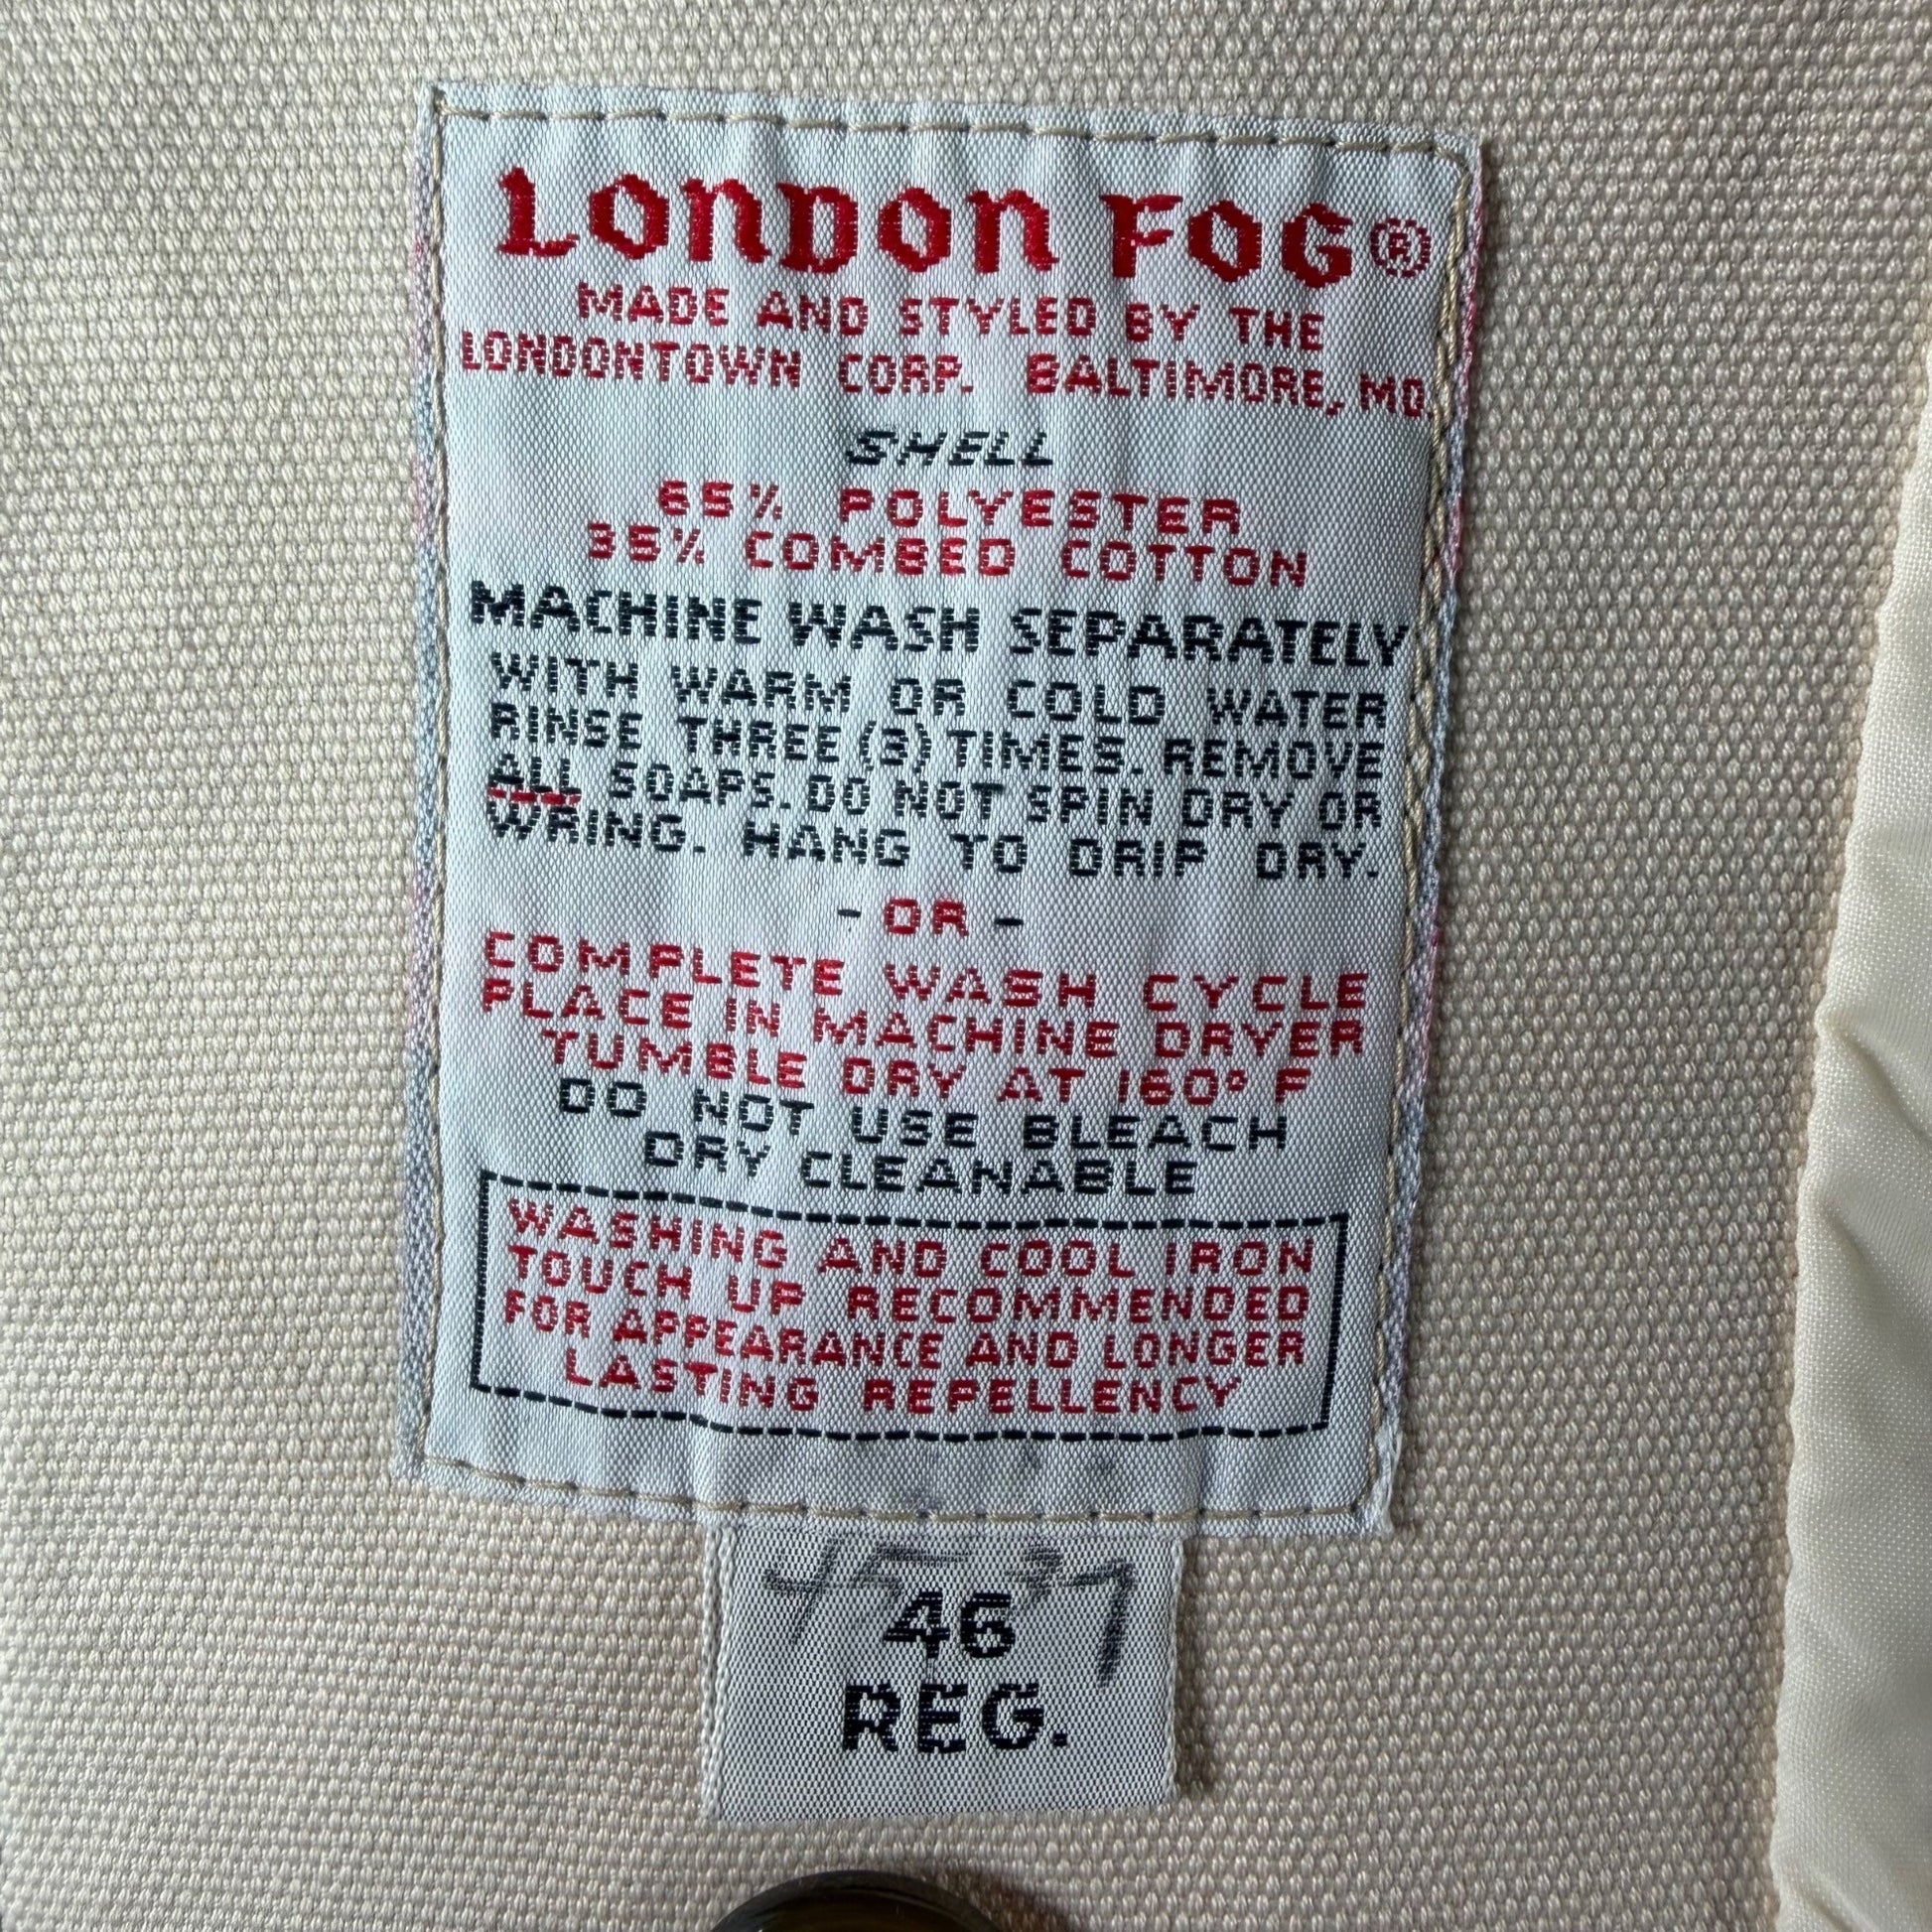 LONDON FOG®
MADE AND STYLED BY THE
LONDONTOWN CORP. BALTIMORE, MD.
SHELL
65% POLYESTER
35% COMBED COTTON
MACHINE WASH SEPARATELY
WITH WARM OR COLD WATER
RINSE THREE (3) TIMES. REMOVE
ALL SOAPS. DO NOT SPIN DRY OR
WRING. HANG TO DRIP DRY.
- OR -
COMPLETE WASH CYCLE
PLACE IN MACHINE DRYER
TUMBLE DRY AT 160° F
DO NOT USE BLEACH
DRY CLEANABLE
WASHING AND COOL IRON
TOUCH UP RECOMMENDED
FOR APPEARANCE AND LONGER
LASTING REPELLENCY
45 37
46
REG.